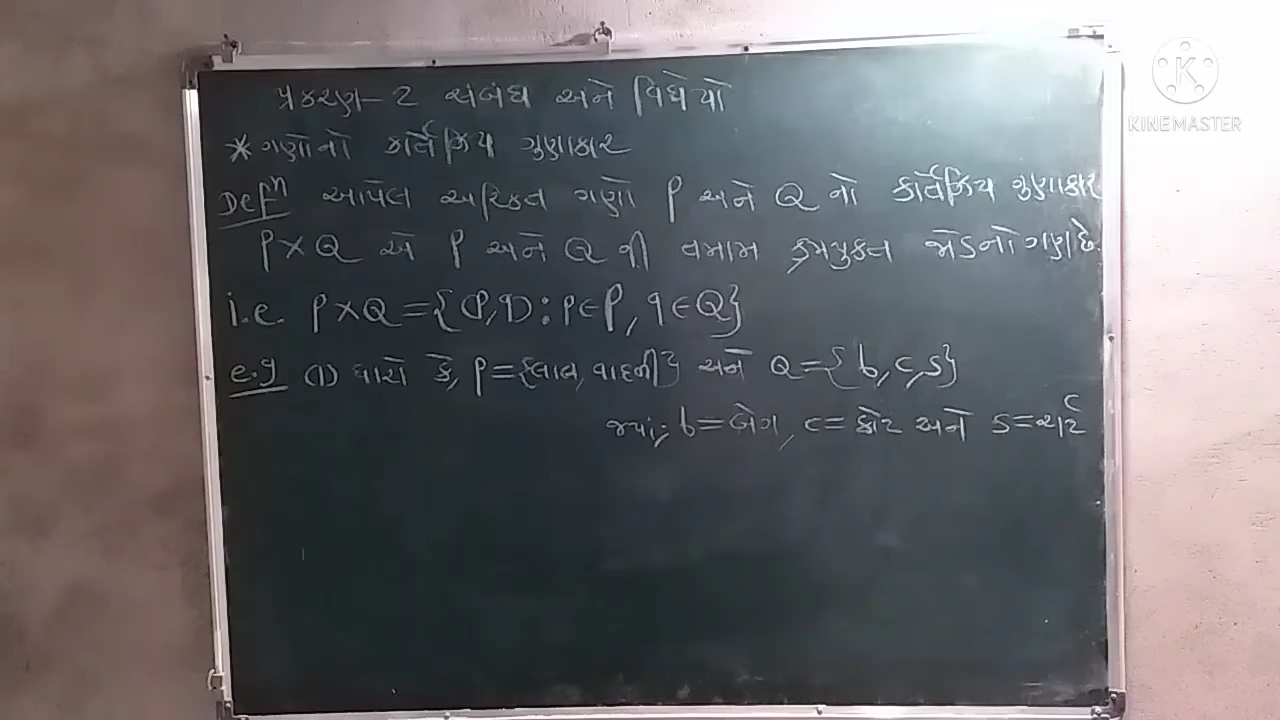 પ્રકરણ-2 સંબંધ અને વિધેયો
*ગણોનો કાર્તેઝિય ગુણાકાર
Defⁿ આપેલ અરિક્ત ગણો P અને Q નો કાર્તેઝિય ગુણાકાર
P×Q એ P અને Q ની તમામ ક્રમયુક્ત જોડનો ગણ છે.
i.e. P×Q={(P,q):P∈P, q∈Q}
e.g (1) ધારો કે, P={લાલ, વાદળી} અને Q={b,c,s}
જ્યાં; b=બેગ, c=કોટ અને s=શર્ટ
KINEMASTER